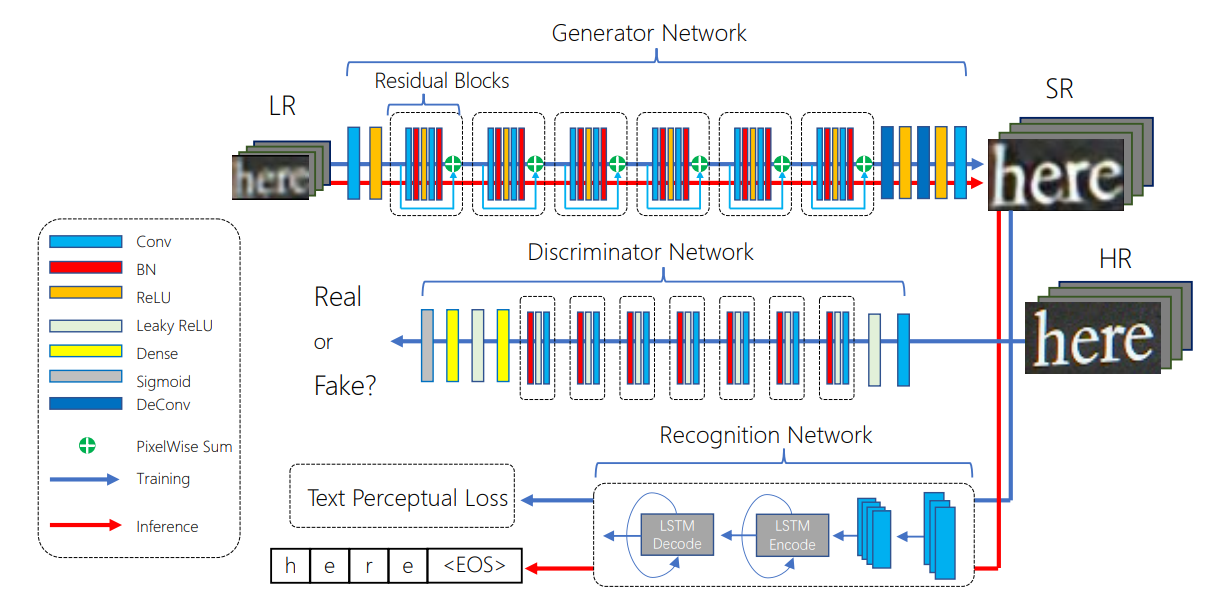 Generator Network
Residual Blocks
LR
SR
here
here
Conv
BN
ReLU
Leaky ReLU
Dense
Sigmoid
DeConv
PixelWise Sum
Training
Inference
Discriminator Network
Real
or
Fake?
HR
here
Recognition Network
Text Perceptual Loss
LSTM
Decode
LSTM
Encode
h e r e <EOS>